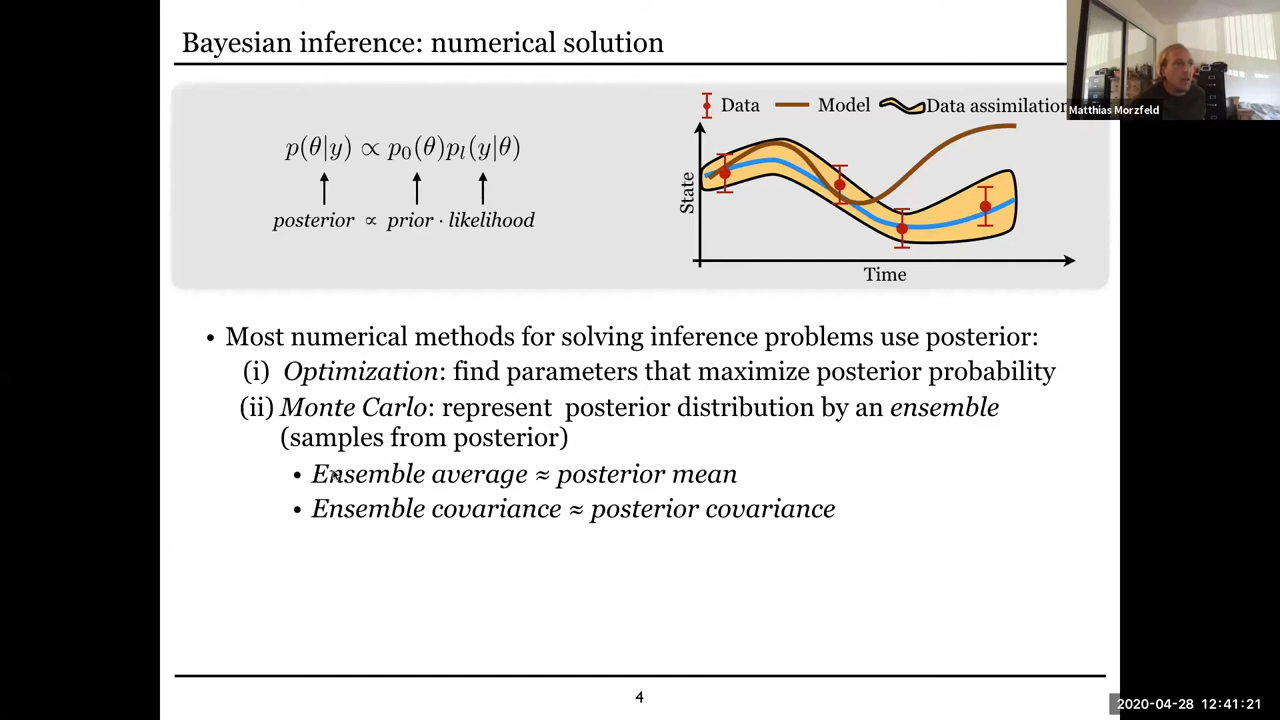 Bayesian inference: numerical solution
Matthias Morzfeld
Data Model Data assimilation
p(θ|y) ∝ p₀(θ)pₗ(y|θ)
posterior ∝ prior · likelihood
State
Time
• Most numerical methods for solving inference problems use posterior:
(i) Optimization: find parameters that maximize posterior probability
(ii) Monte Carlo: represent posterior distribution by an ensemble
(samples from posterior)
• Ensemble average ≈ posterior mean
• Ensemble covariance ≈ posterior covariance
4
2020-04-28 12:41:21